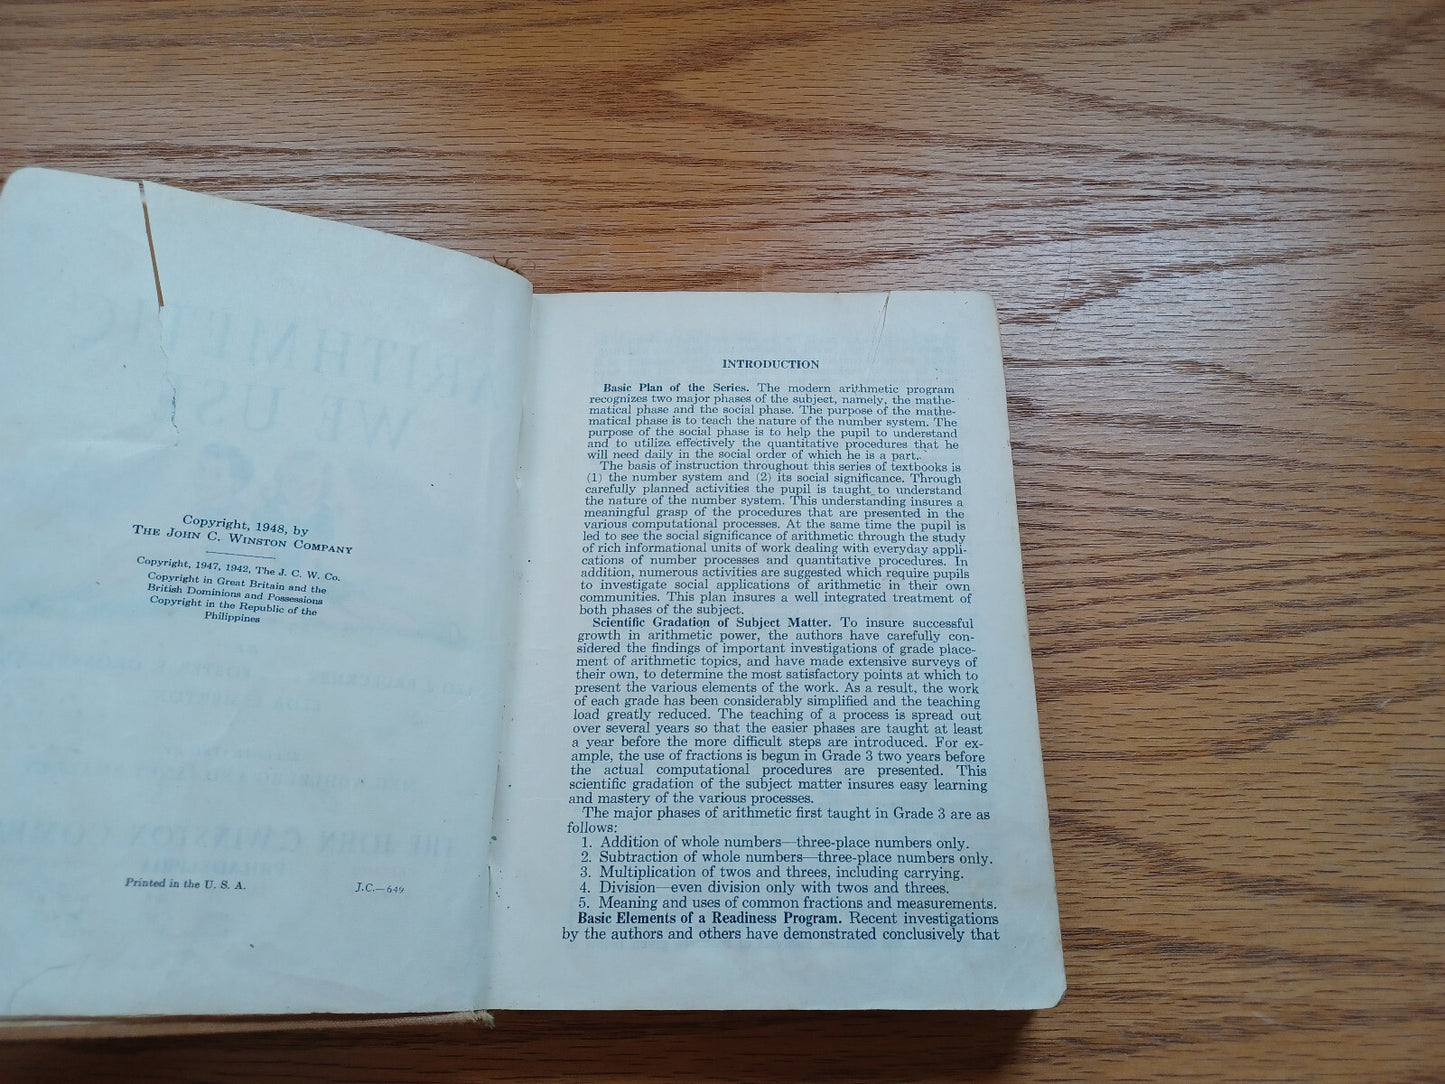 Copyright, 1948, by
THE JOHN C. WINSTON COMPANY
Copyright, 1947, 1942, The J. C. W. Co.
Copyright in Great Britain and the
British Dominions and Possessions
Copyright in the Republic of the
Philippines
Printed in the U. S. A.
J.C.—649
INTRODUCTION
Basic Plan of the Series. The modern arithmetic program
recognizes two major phases of the subject, namely, the mathe-
matical phase and the social phase. The purpose of the mathe-
matical phase is to teach the nature of the number system. The
purpose of the social phase is to help the pupil to understand
and to utilize effectively the quantitative procedures that he
will need daily in the social order of which he is a part.
The basis of instruction throughout this series of textbooks is
(1) the number system and (2) its social significance. Through
carefully planned activities the pupil is taught to understand
the nature of the number system. This understanding insures a
meaningful grasp of the procedures that are presented in the
various computational processes. At the same time the pupil is
led to see the social significance of arithmetic through the study
of rich informational units of work dealing with everyday appli-
cations of number processes and quantitative procedures. In
addition, numerous activities are suggested which require pupils
to investigate social applications of arithmetic in their own
communities. This plan insures a well integrated treatment of
both phases of the subject.
Scientific Gradation of Subject Matter. To insure successful
growth in arithmetic power, the authors have carefully con-
sidered the findings of important investigations of grade place-
ment of arithmetic topics, and have made extensive surveys of
their own, to determine the most satisfactory points at which to
present the various elements of the work. As a result, the work
of each grade has been considerably simplified and the teaching
load greatly reduced. The teaching of a process is spread out
over several years so that the easier phases are taught at least
a year before the more difficult steps are introduced. For ex-
ample, the use of fractions is begun in Grade 3 two years before
the actual computational procedures are presented. This
scientific gradation of the subject matter insures easy learning
and mastery of the various processes.
The major phases of arithmetic first taught in Grade 3 are as
follows:
1. Addition of whole numbers—three-place numbers only.
2. Subtraction of whole numbers—three-place numbers only.
3. Multiplication of twos and threes, including carrying.
4. Division—even division only with twos and threes.
5. Meaning and uses of common fractions and measurements.
Basic Elements of a Readiness Program. Recent investigations
by the authors and others have demonstrated conclusively that